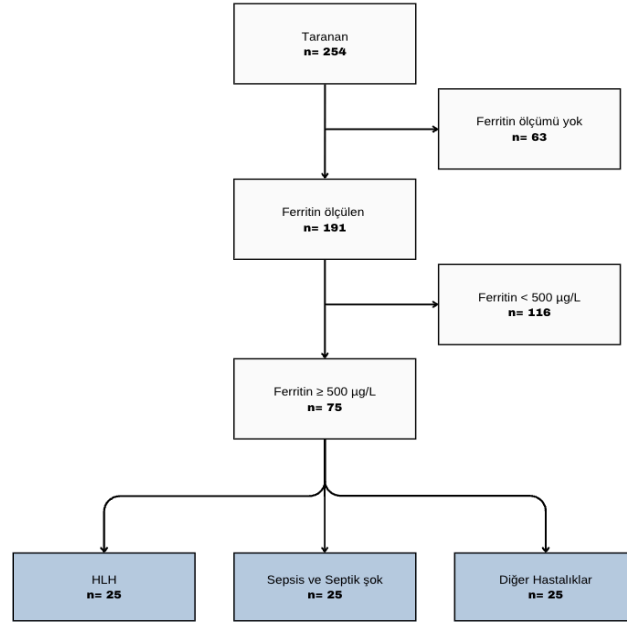 Taranan
n= 254
Ferritin ölçümü yok
n= 63
Ferritin ölçülen
n= 191
Ferritin < 500 µg/L
n= 116
Ferritin ≥ 500 µg/L
n= 75
HLH
n= 25
Sepsis ve Septik şok
n= 25
Diğer Hastalıklar
n= 25